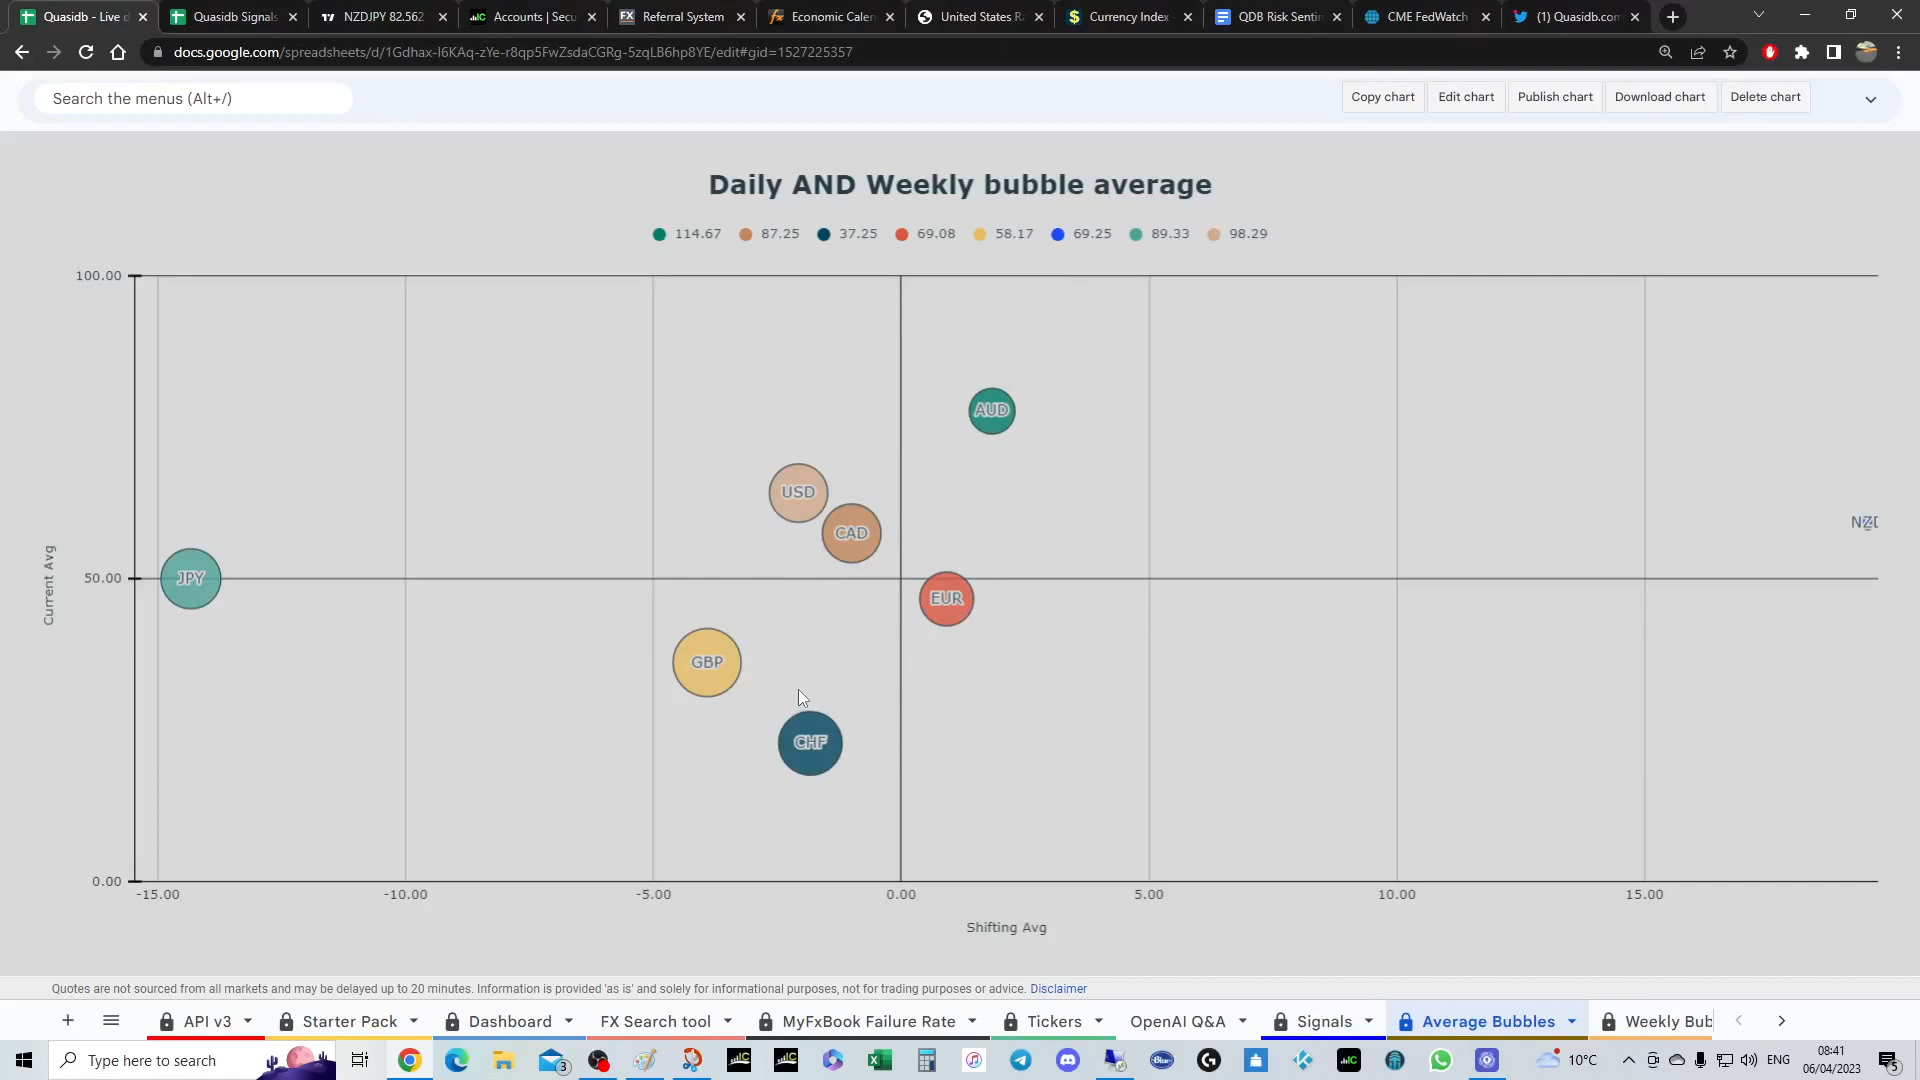 Quasidb - Live d
Quasidb Signals
NZDJPY 82.562
Accounts | Secu
Referral System
Economic Calen
United States Ra
Currency Index
QDB Risk Sentin
CME FedWatch
(1) Quasidb.com
docs.google.com/spreadsheets/d/1Gdhax-I6KAq-zYe-r8qp5FwZsdaCGRg-5zqLB6hp8YE/edit#gid=1527225357
Search the menus (Alt+/)
Copy chart
Edit chart
Publish chart
Download chart
Delete chart
Daily AND Weekly bubble average
114.67 87.25 37.25 69.08 58.17 69.25 89.33 98.29
100.00
AUD
USD
NZD
CAD
50.00
JPY
EUR
Current Avg
GBP
CHF
0.00
-15.00 -10.00 -5.00 0.00 5.00 10.00 15.00
Shifting Avg
Quotes are not sourced from all markets and may be delayed up to 20 minutes. Information is provided 'as is' and solely for informational purposes, not for trading purposes or advice. Disclaimer
API v3
Starter Pack
Dashboard
FX Search tool
MyFxBook Failure Rate
Tickers
OpenAI Q&A
Signals
Average Bubbles
Weekly Bub
Type here to search
3
10°C
ENG
08:41
06/04/2023
5